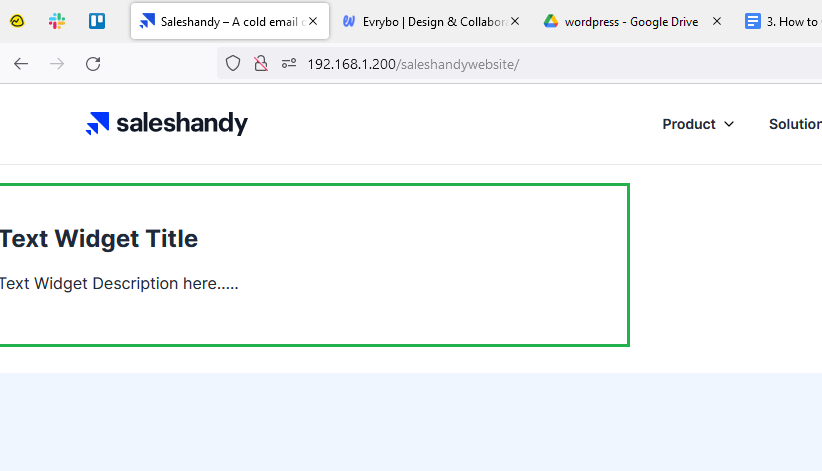 Saleshandy – A cold email
Evrybo | Design & Collabor
wordpress - Google Drive
3. How to
192.168.1.200/saleshandywebsite/
saleshandy
Product
Solution
Text Widget Title
Text Widget Description here.....